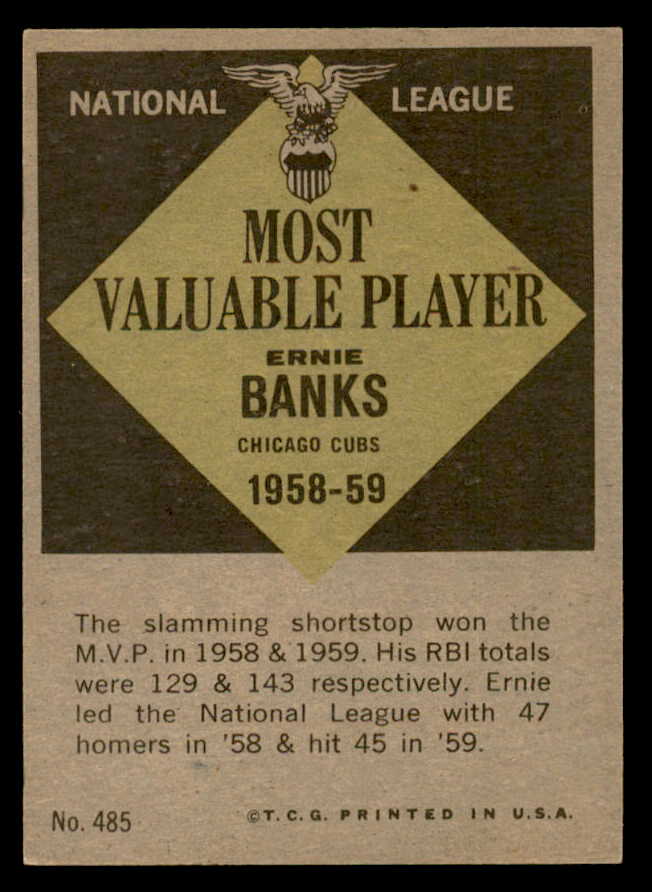 NATIONAL LEAGUE
MOST
VALUABLE PLAYER
ERNIE
BANKS
CHICAGO CUBS
1958-59
The slamming shortstop won the
M.V.P. in 1958 & 1959. His RBI totals
were 129 & 143 respectively. Ernie
led the National League with 47
homers in '58 & hit 45 in '59.
No. 485
©T.C.G. PRINTED IN U.S.A.